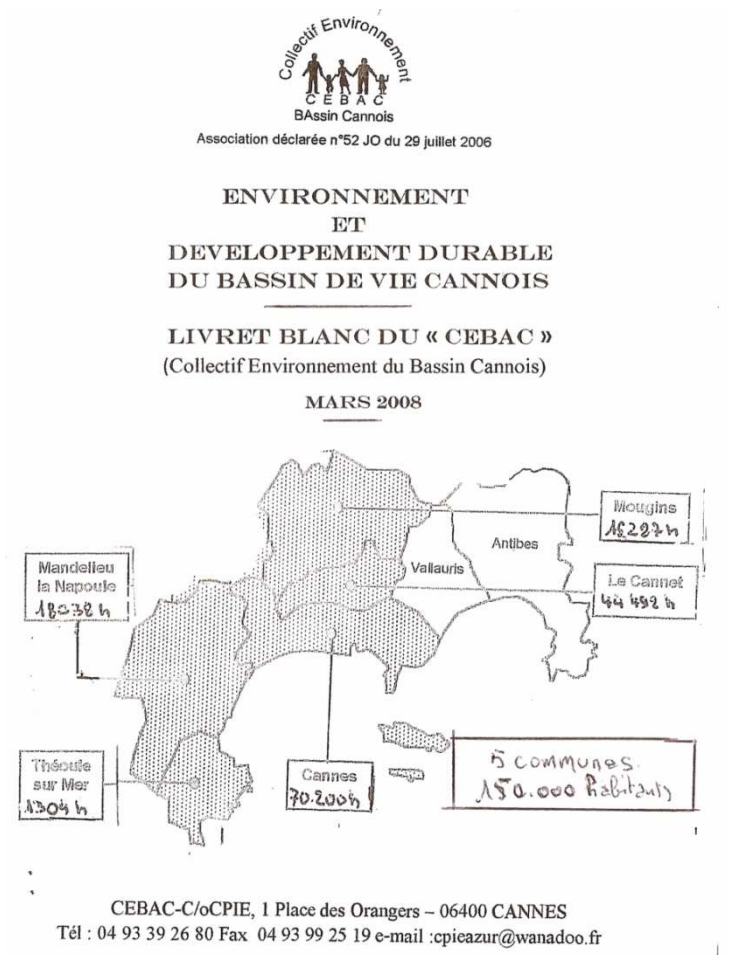 Collectif Environnement
CEBAC
BAssin Cannois
Association déclarée n°52 JO du 29 juillet 2006
ENVIRONNEMENT
ET
DEVELOPPEMENT DURABLE
DU BASSIN DE VIE CANNOIS
LIVRET BLANC DU « CEBAC »
(Collectif Environnement du Bassin Cannois)
MARS 2008
Mougins
15287 h
Antibes
Vallauris
Mandelieu
la Napoule
18038 h
Le Cannet
44 492 h
Théoule
sur Mer
1304 h
Cannes
70.200 h
5 communes.
150.000 habitants
CEBAC-C/oCPIE, 1 Place des Orangers – 06400 CANNES
Tél : 04 93 39 26 80 Fax 04 93 99 25 19 e-mail :cpieazur@wanadoo.fr